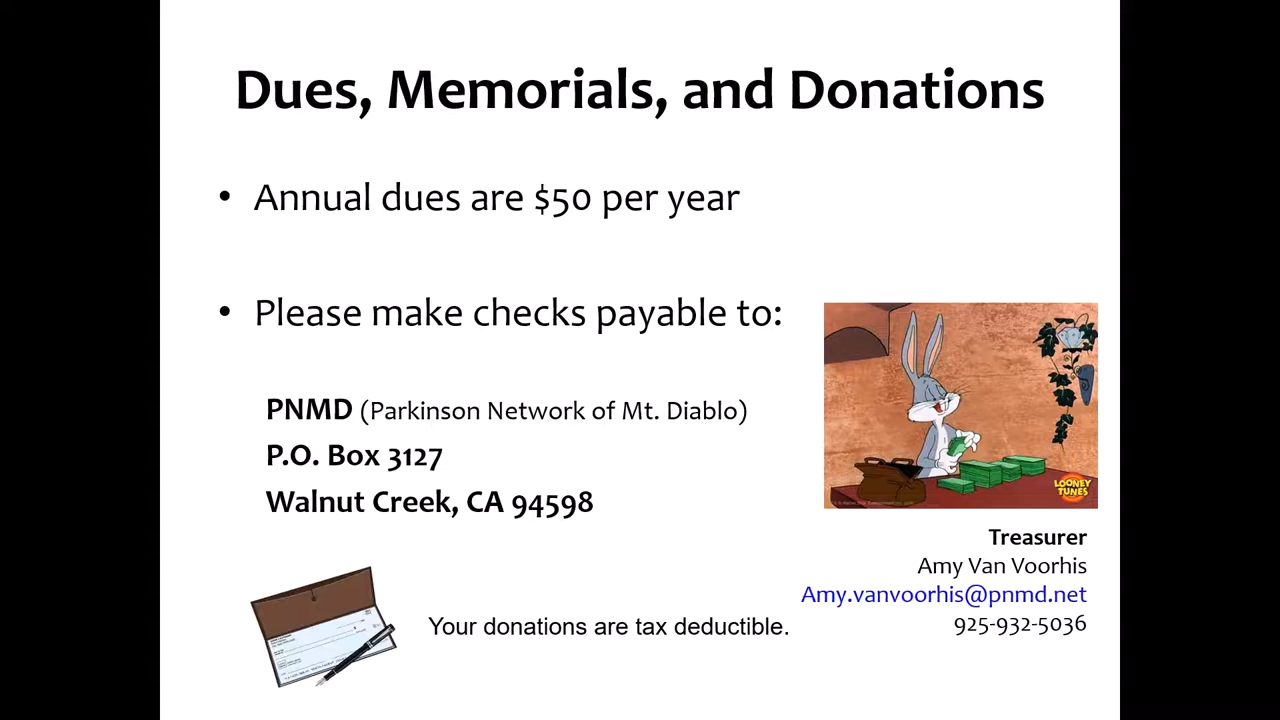 Dues, Memorials, and Donations
• Annual dues are $50 per year
• Please make checks payable to:
PNMD (Parkinson Network of Mt. Diablo)
P.O. Box 3127
Walnut Creek, CA 94598
LOONEY
TUNES
Treasurer
Amy Van Voorhis
Amy.vanvoorhis@pnmd.net
925-932-5036
Your donations are tax deductible.